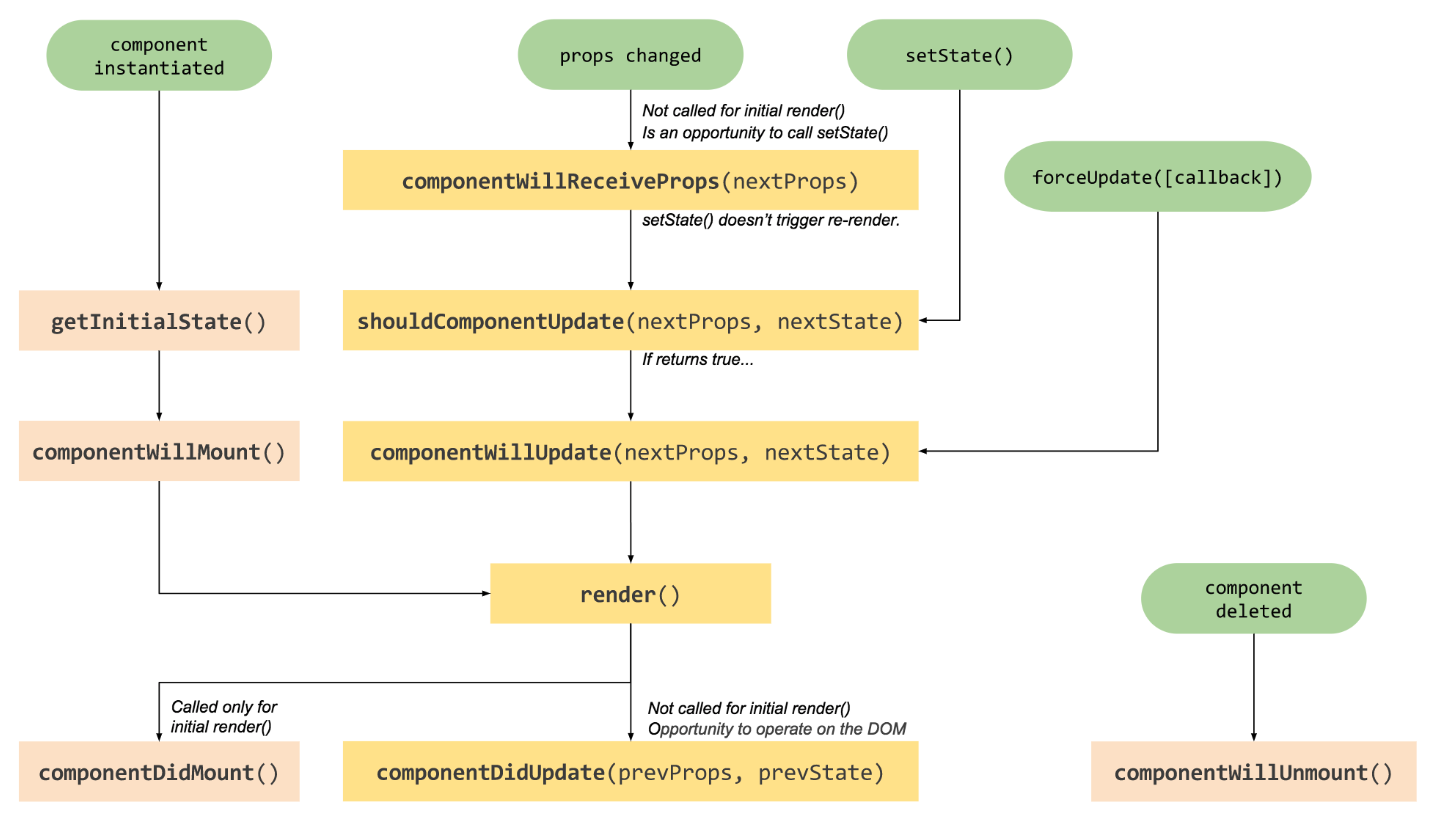 component
instantiated
props changed
setState()
Not called for initial render()
Is an opportunity to call setState()
componentWillReceiveProps(nextProps)
forceUpdate([callback])
setState() doesn’t trigger re-render.
getInitialState()
shouldComponentUpdate(nextProps, nextState)
If returns true...
componentWillMount()
componentWillUpdate(nextProps, nextState)
render()
component
deleted
Called only for
initial render()
Not called for initial render()
Opportunity to operate on the DOM
componentDidMount()
componentDidUpdate(prevProps, prevState)
componentWillUnmount()